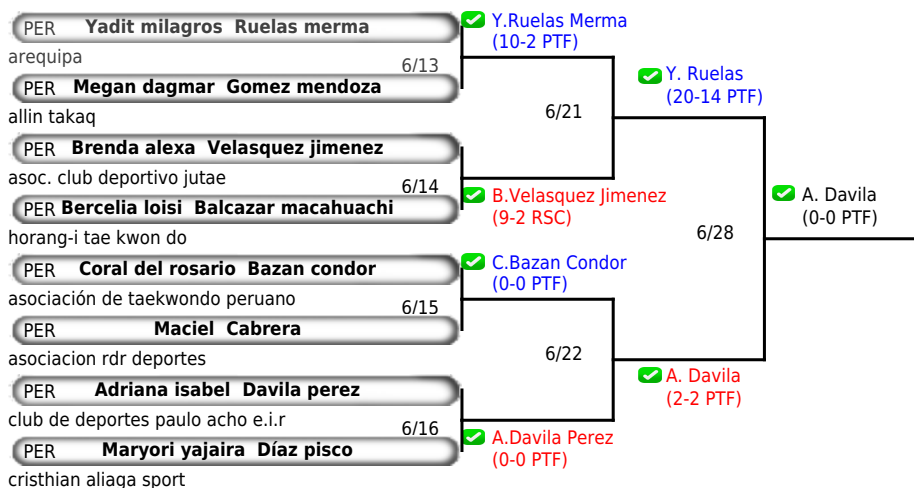 PER Yadit milagros Ruelas merma
arequipa
6/13
PER Megan dagmar Gomez mendoza
allin takaq
PER Brenda alexa Velasquez jimenez
asoc. club deportivo jutae
6/14
PER Bercelia loisi Balcazar macahuachi
horang-i tae kwon do
PER Coral del rosario Bazan condor
asociación de taekwondo peruano
6/15
PER Maciel Cabrera
asociacion rdr deportes
PER Adriana isabel Davila perez
club de deportes paulo acho e.i.r
6/16
PER Maryori yajaira Díaz pisco
cristhian aliaga sport
Y.Ruelas Merma
(10-2 PTF)
6/21
B.Velasquez Jimenez
(9-2 RSC)
C.Bazan Condor
(0-0 PTF)
6/22
A.Davila Perez
(0-0 PTF)
Y. Ruelas
(20-14 PTF)
6/28
A. Davila
(2-2 PTF)
A. Davila
(0-0 PTF)